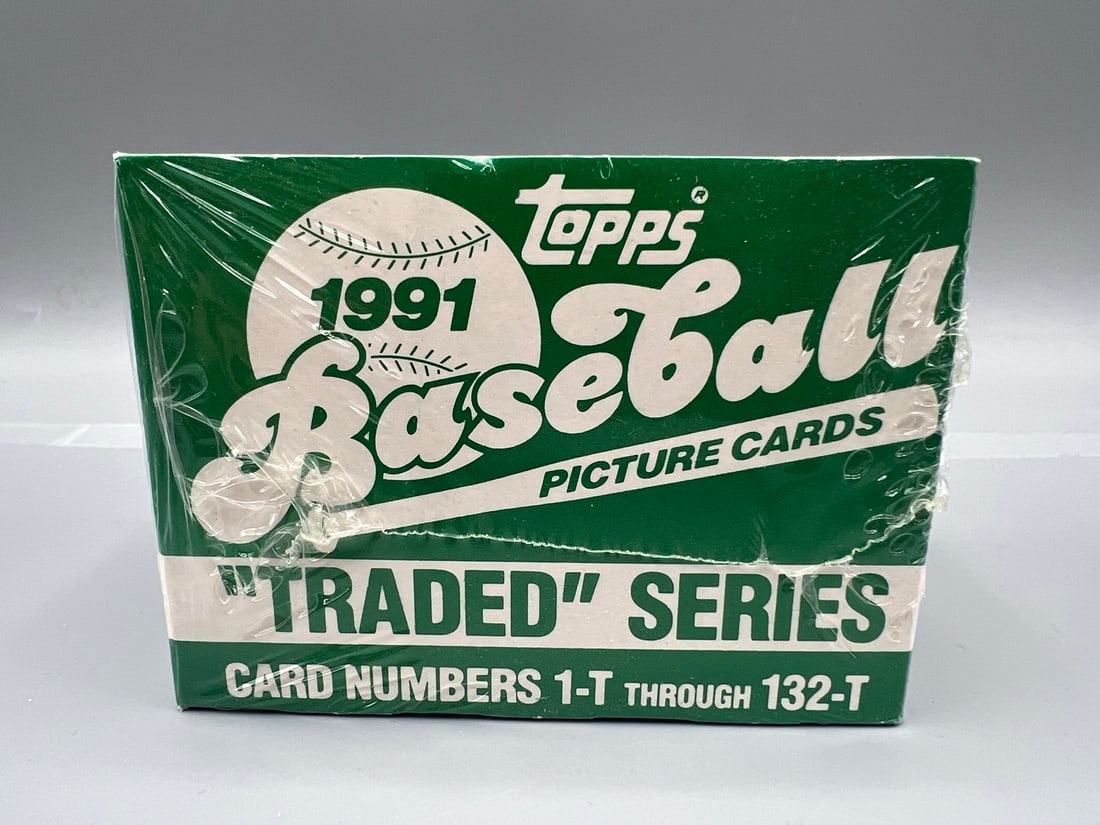 topps®
1991
Baseball
PICTURE CARDS
"TRADED" SERIES
CARD NUMBERS 1-T THROUGH 132-T